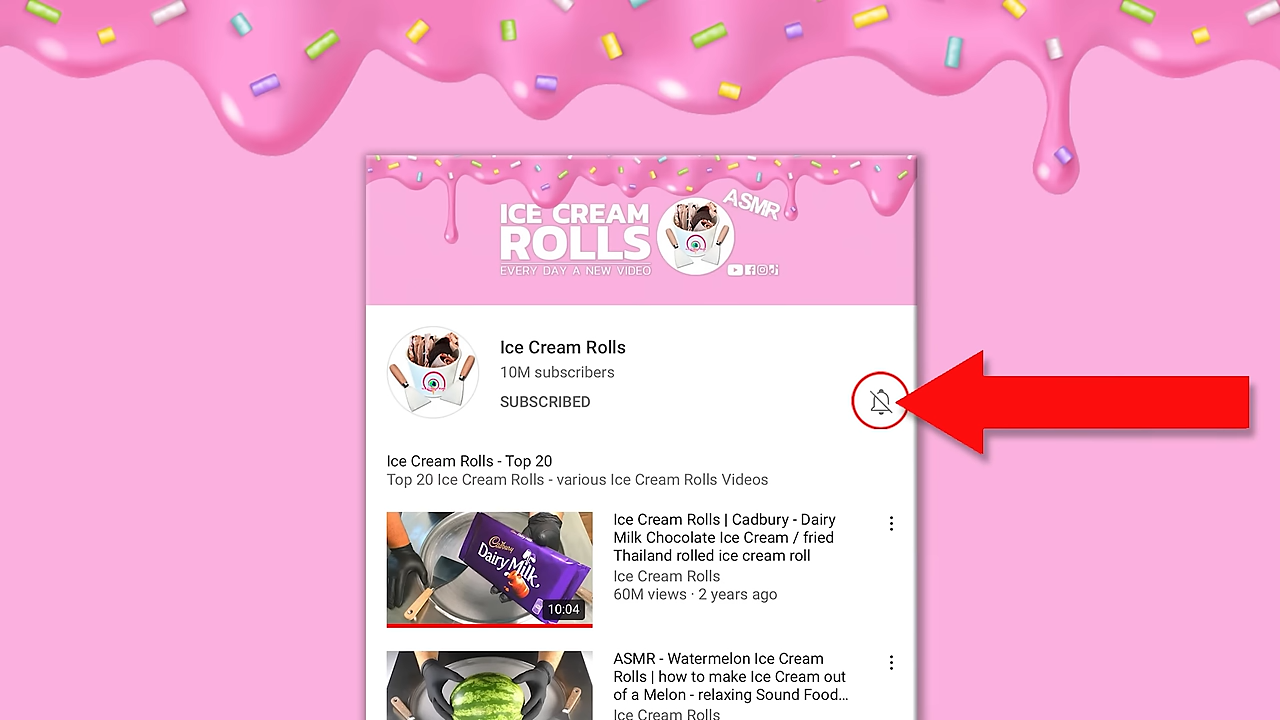 ICE CREAM
ROLLS
EVERY DAY A NEW VIDEO
ASMR
Ice Cream Rolls
10M subscribers
SUBSCRIBED
Ice Cream Rolls - Top 20
Top 20 Ice Cream Rolls - various Ice Cream Rolls Videos
Cadbury
Dairy Milk
10:04
Ice Cream Rolls | Cadbury - Dairy
Milk Chocolate Ice Cream / fried
Thailand rolled ice cream roll
Ice Cream Rolls
60M views · 2 years ago
ASMR - Watermelon Ice Cream
Rolls | how to make Ice Cream out
of a Melon - relaxing Sound Food...
Ice Cream Rolls